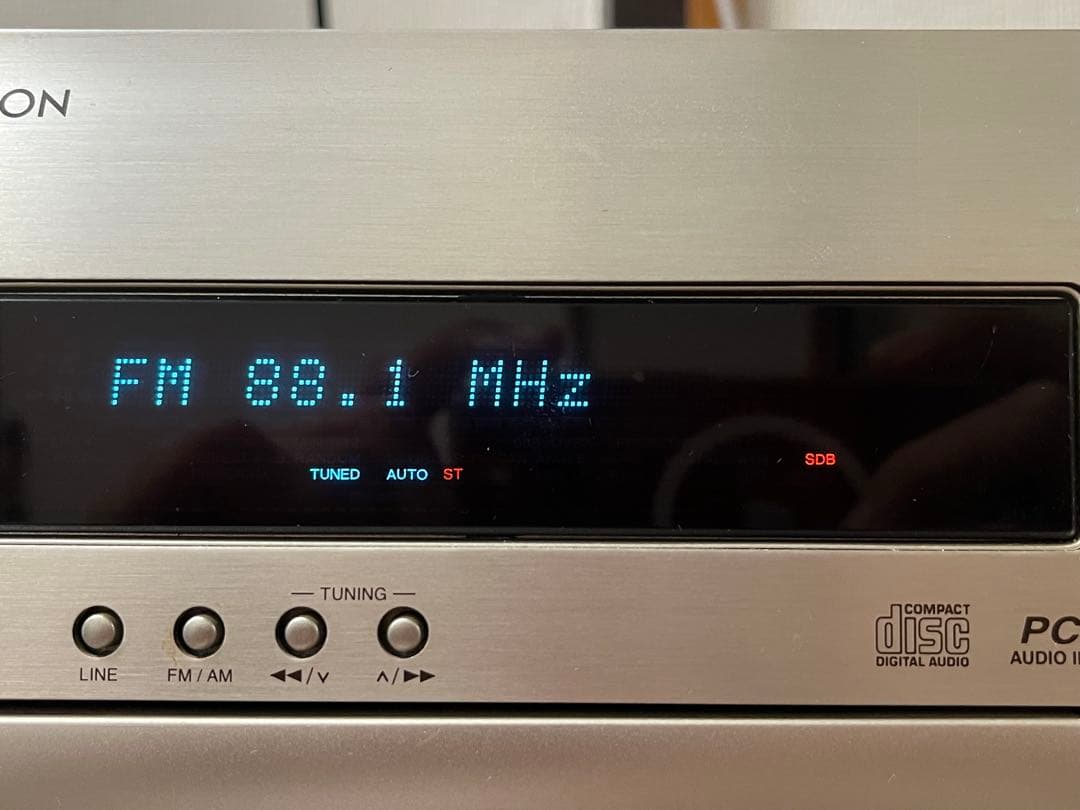 ON
FM 88.1 MHz
TUNED AUTO ST
SDB
TUNING
LINE FM / AM ◀◀/∨ ∧/▶▶
COMPACT
disc
DIGITAL AUDIO
PC
AUDIO I